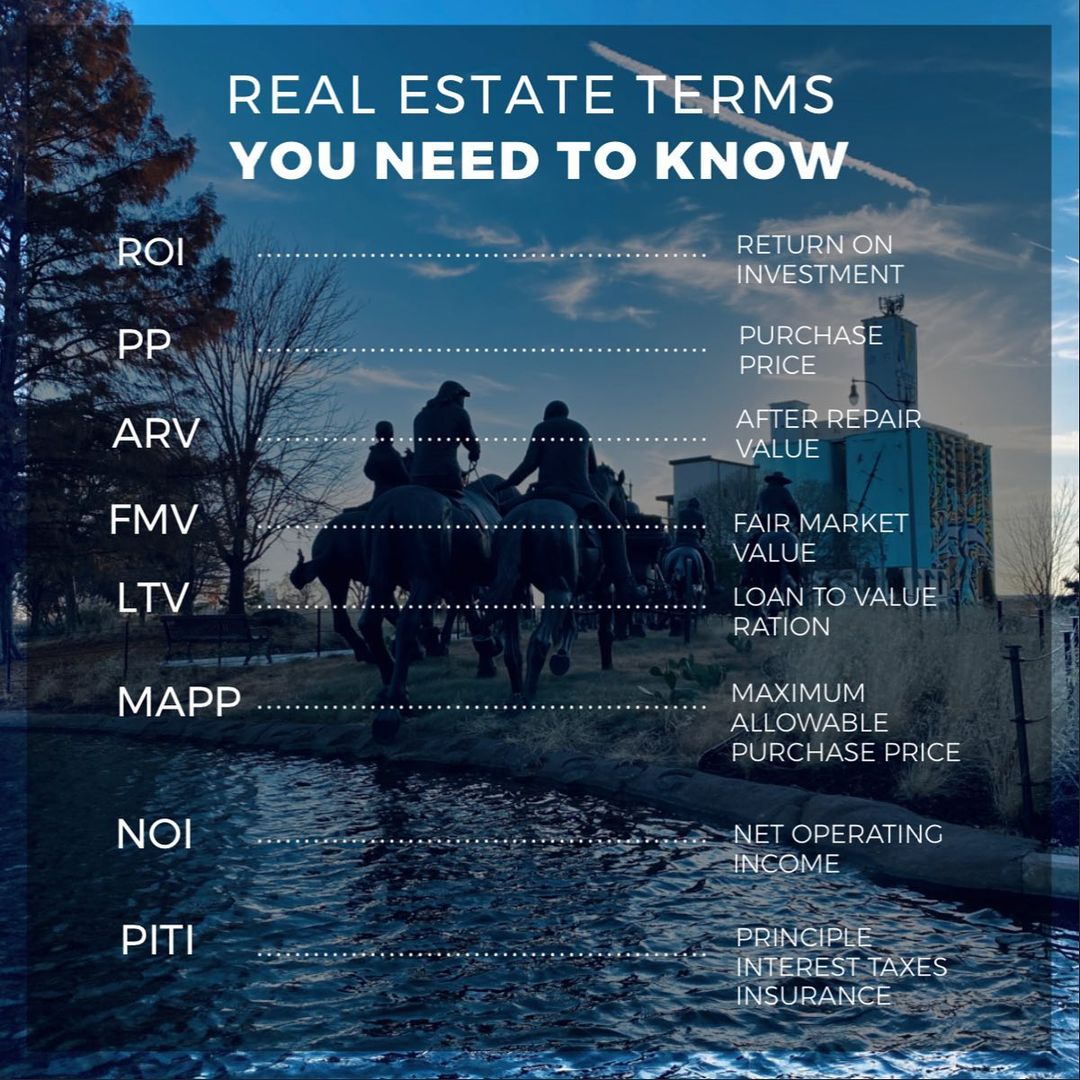 REAL ESTATE TERMS
YOU NEED TO KNOW
ROI ........................................................ RETURN ON
INVESTMENT
PP ........................................................ PURCHASE
PRICE
ARV ........................................................ AFTER REPAIR
VALUE
FMV ........................................................ FAIR MARKET
VALUE
LTV ........................................................ LOAN TO VALUE
RATION
MAPP ........................................................ MAXIMUM
ALLOWABLE
PURCHASE PRICE
NOI ........................................................ NET OPERATING
INCOME
PITI ........................................................ PRINCIPLE
INTEREST TAXES
INSURANCE